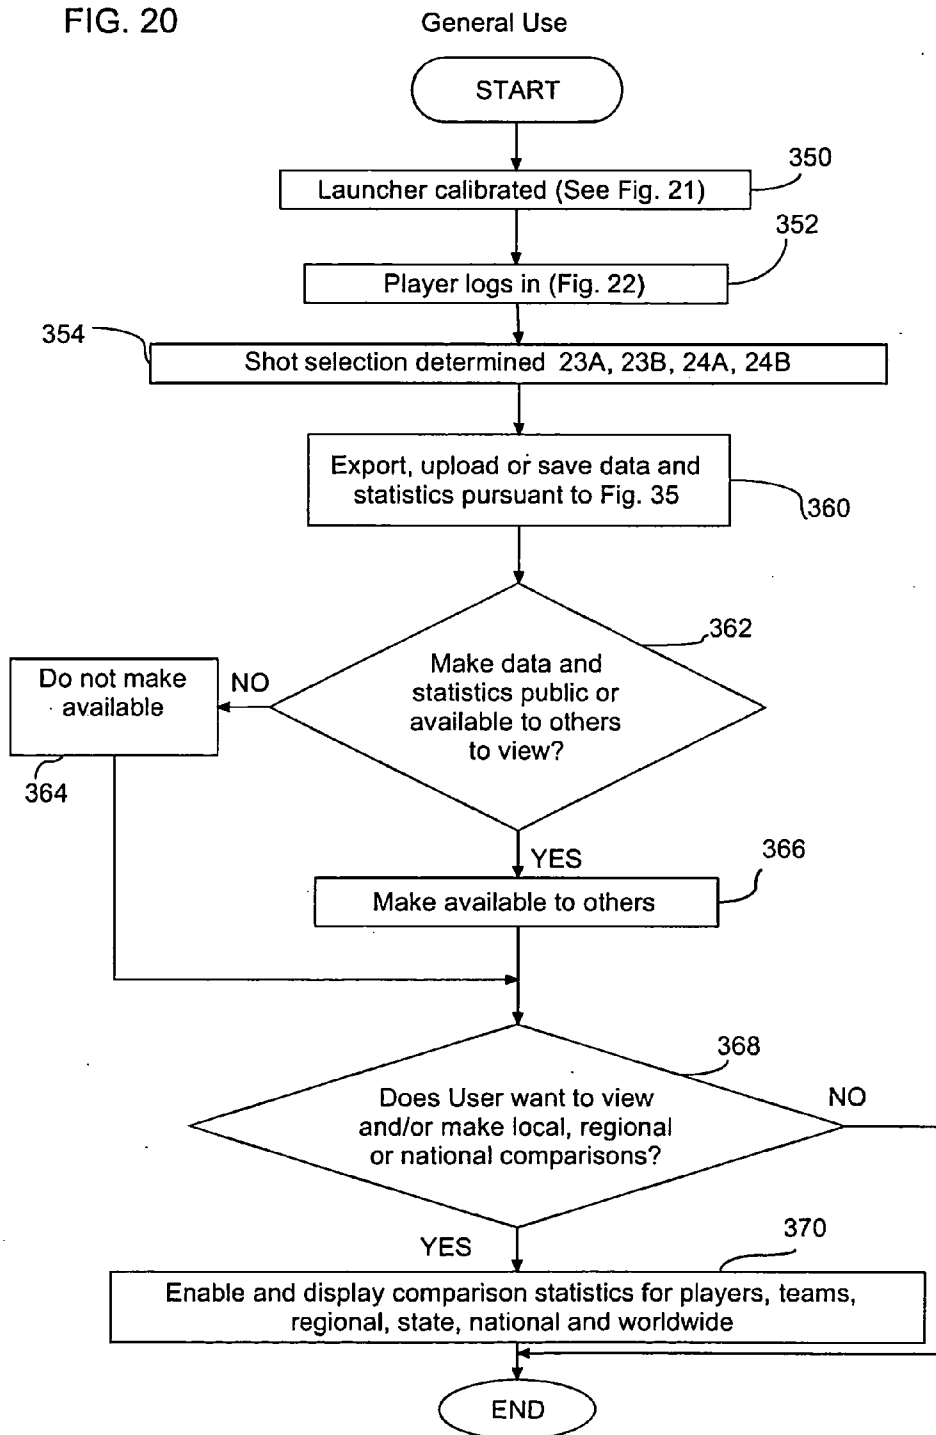 FIG. 20
General Use
START
350
Launcher calibrated (See Fig. 21)
352
Player logs in (Fig. 22)
354
Shot selection determined 23A, 23B, 24A, 24B
Export, upload or save data and
statistics pursuant to Fig. 35
360
362
Make data and
statistics public or
available to others
to view?
NO
Do not make
available
364
YES
366
Make available to others
368
Does User want to view
and/or make local, regional
or national comparisons?
NO
YES
370
Enable and display comparison statistics for players, teams,
regional, state, national and worldwide
END